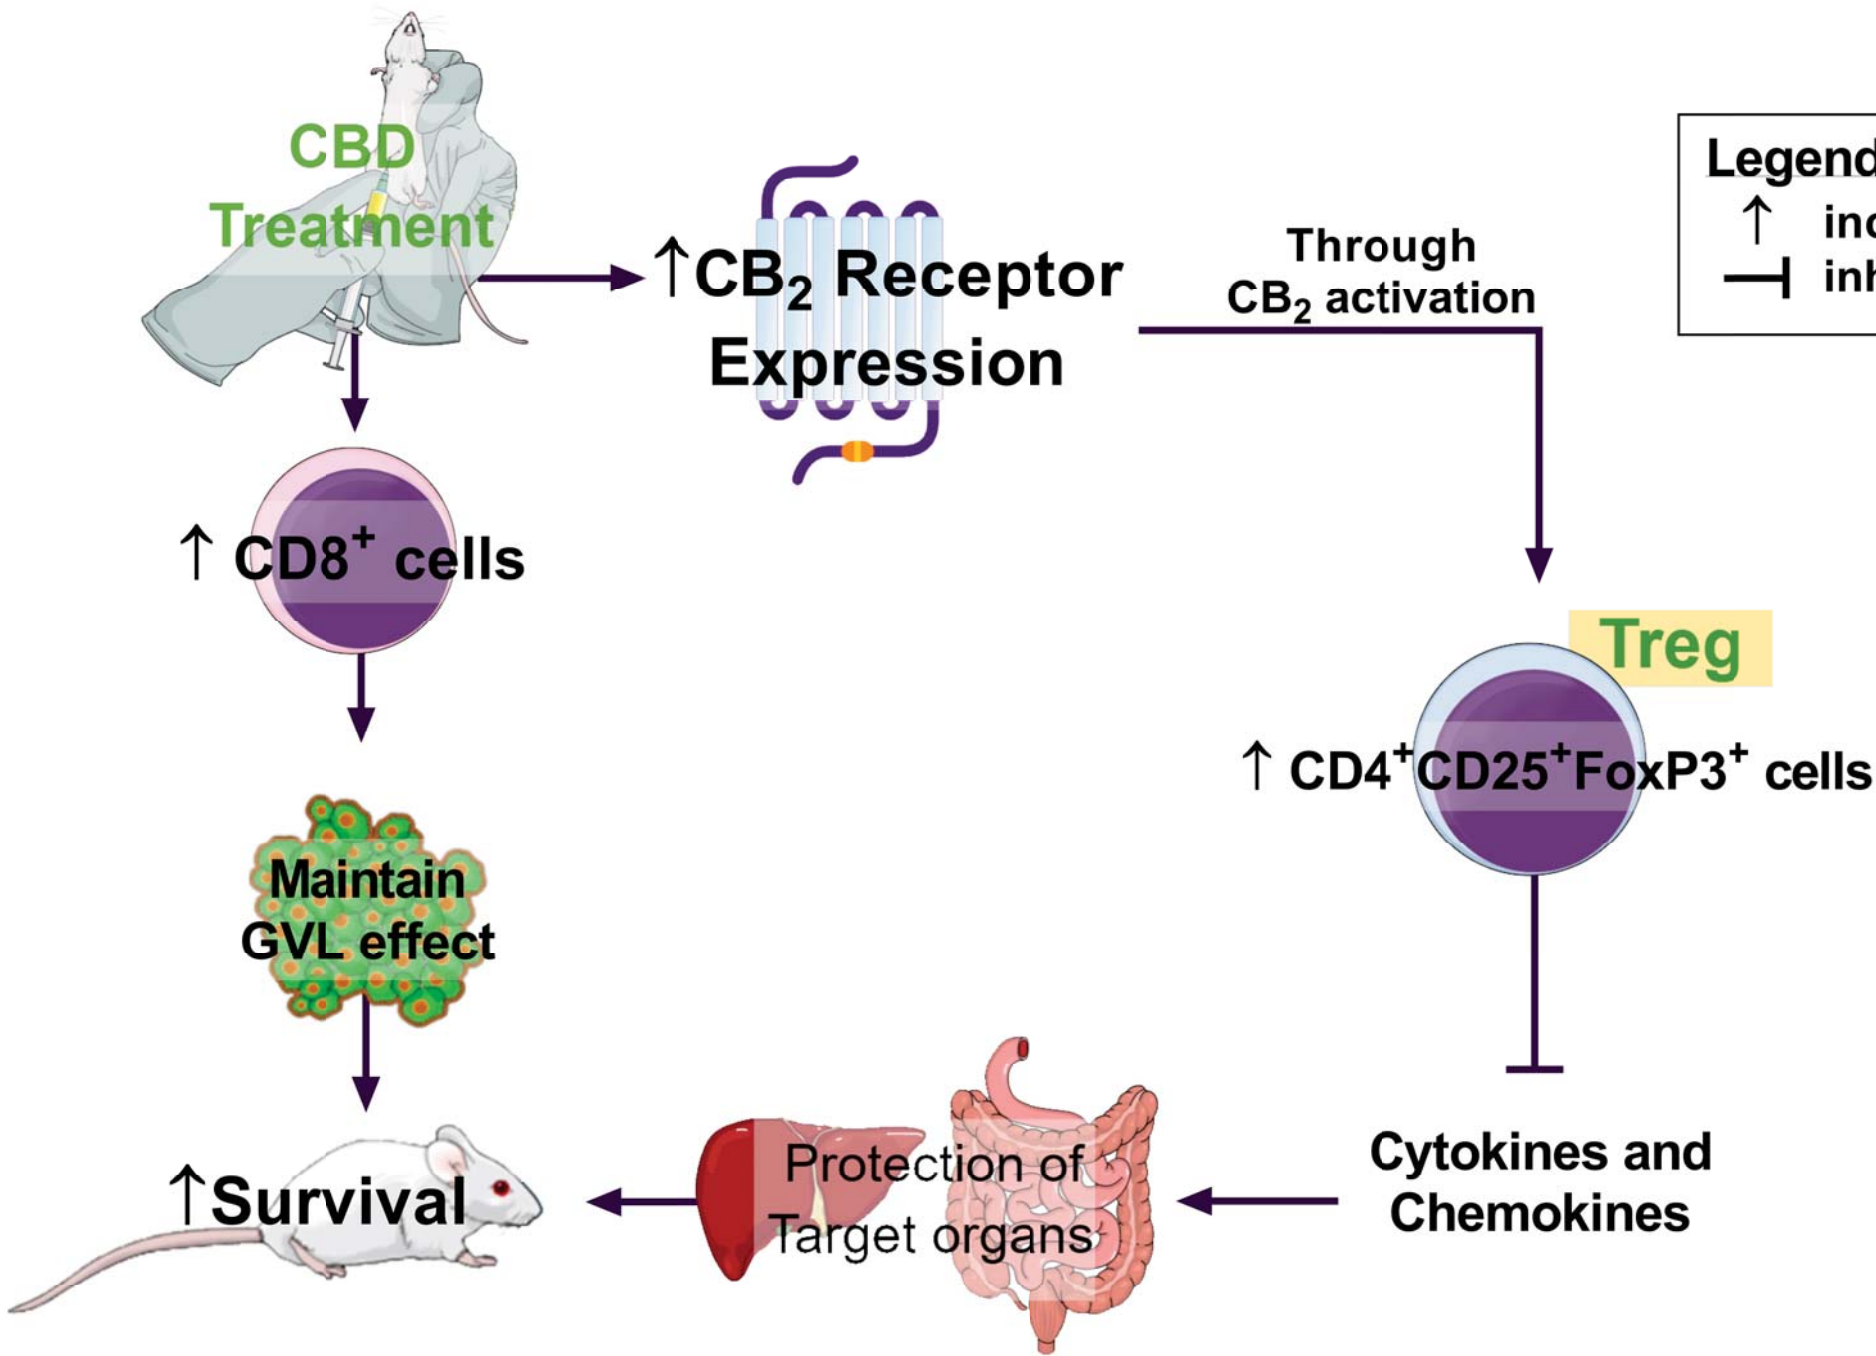 CBD
Treatment
↑CB₂ Receptor
Expression
Through
CB₂ activation
Legend
↑
⊣
↑ CD8⁺ cells
Treg
↑ CD4⁺CD25⁺FoxP3⁺ cells
Maintain
GVL effect
↑Survival
Protection of
Target organs
Cytokines and
Chemokines